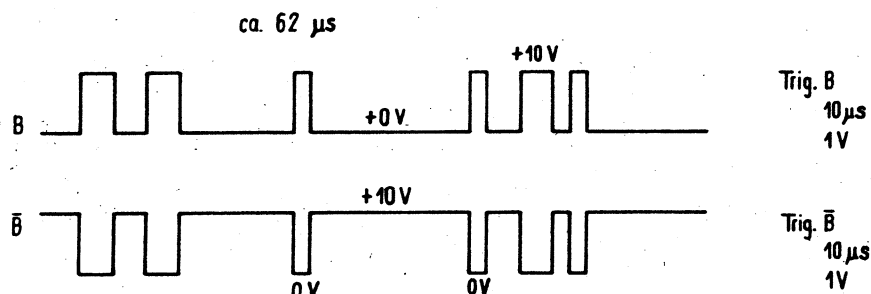 ca. 62 µs
+10 V
Trig. B
B
+0 V
10 µs
1 V
+10 V
B̅
Trig. B̅
10 µs
0 V
0 V
1 V